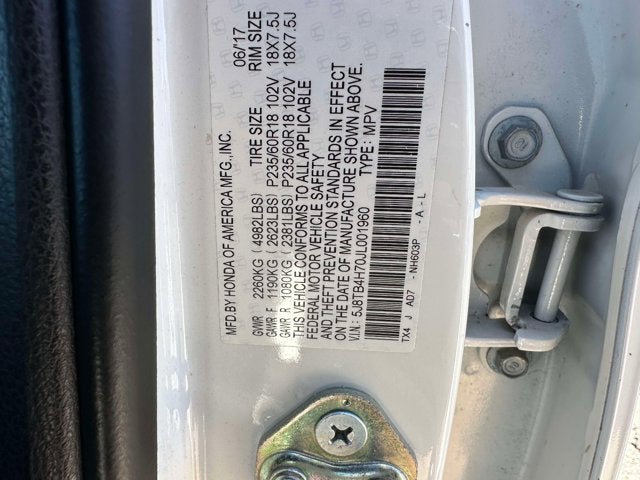 MFD.BY HONDA OF AMERICA MFG.,INC. 06/'17
TIRE SIZE RIM SIZE
GVWR 2260KG (4982LBS)
GAWR F 1190KG (2623LBS) P235/60R18 102V 18X7.5J
GAWR R 1080KG (2381LBS) P235/60R18 102V 18X7.5J
THIS VEHICLE CONFORMS TO ALL APPLICABLE
FEDERAL MOTOR VEHICLE SAFETY
& THEFT PREVENTION STANDARDS IN EFFECT
ON THE DATE OF MANUFACTURE SHOWN ABOVE.
V.I.N.: 5J8TB4H70JL001960 TYPE: MPV
TX4 J AD7 - NH603P - A - L